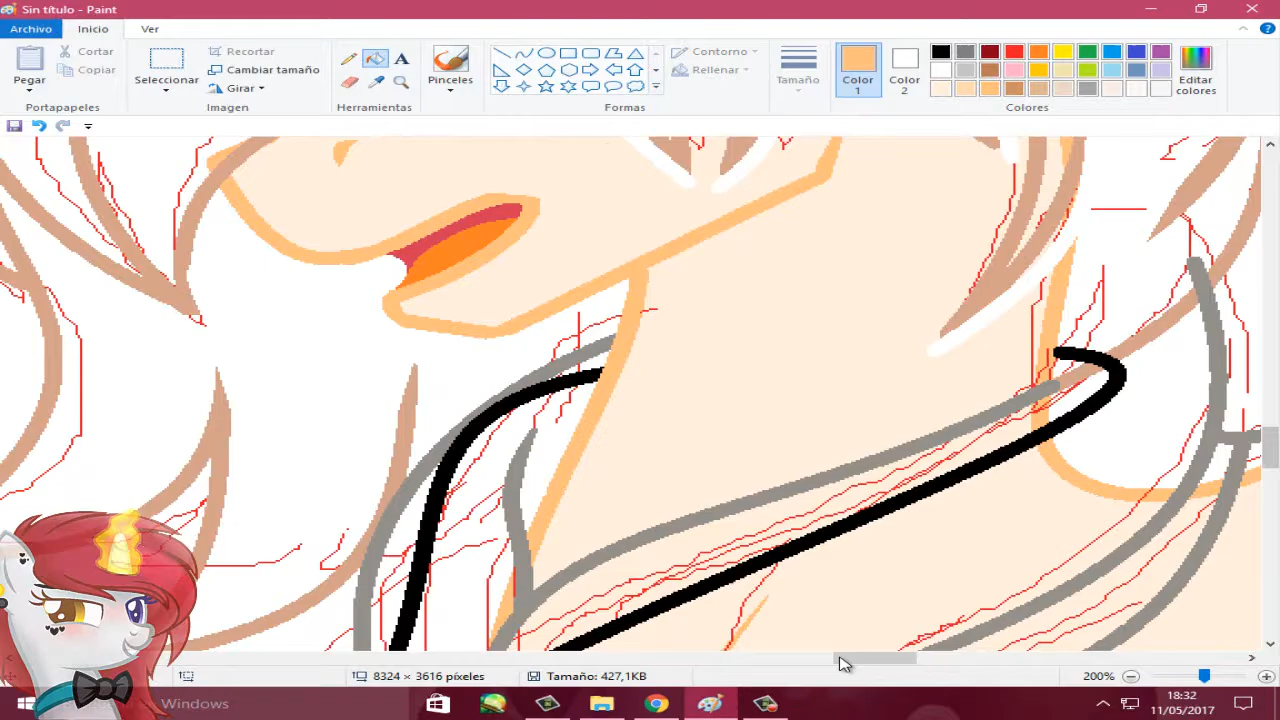 Sin título - Paint
Archivo Inicio Ver
Pegar
Cortar
Copiar
Portapapeles
Seleccionar
Recortar
Cambiar tamaño
Girar
Imagen
A
Herramientas
Pinceles
Contorno
Rellenar
Formas
Tamaño
Color 1
Color 2
Editar colores
Colores
8324 × 3616 píxeles
Tamaño: 427,1KB
200%
Windows
18:32
11/05/2017